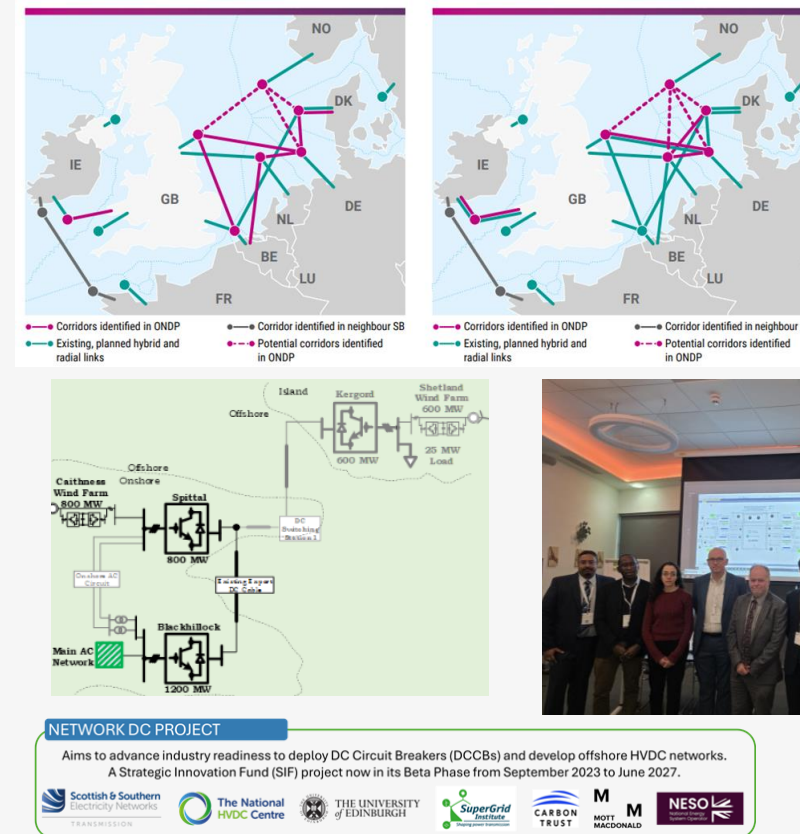 NO
DK
IE
GB
NL
DE
BE
LU
FR
Corridors identified in ONDP
Corridor identified in neighbour SB
Existing, planned hybrid and
radial links
Potential corridors identified
in ONDP
NO
DK
IE
GB
NL
DE
BE
LU
FR
Corridors identified in ONDP
Corridor identified in neighbour
Existing, planned hybrid and
radial links
Potential corridors identified
in ONDP
Island
Offshore
Kergord
600 MW
Shetland
Wind Farm
600 MW
25 MW
Load
Offshore
Onshore
Caithness
Wind Farm
800 MW
Spittal
800 MW
DC
Switching
Station 1
Onshore AC
Circuit
Existing Export
DC Cable
Blackhillock
1200 MW
Main AC
Network
NETWORK DC PROJECT
Aims to advance industry readiness to deploy DC Circuit Breakers (DCCBs) and develop offshore HVDC networks.
A Strategic Innovation Fund (SIF) project now in its Beta Phase from September 2023 to June 2027.
Scottish & Southern
Electricity Networks
TRANSMISSION
The National
HVDC Centre
THE UNIVERSITY
of EDINBURGH
SuperGrid
Institute
Shaping power transmission
CARBON
TRUST
M
M
MOTT
MACDONALD
NESO
National Energy
System Operator